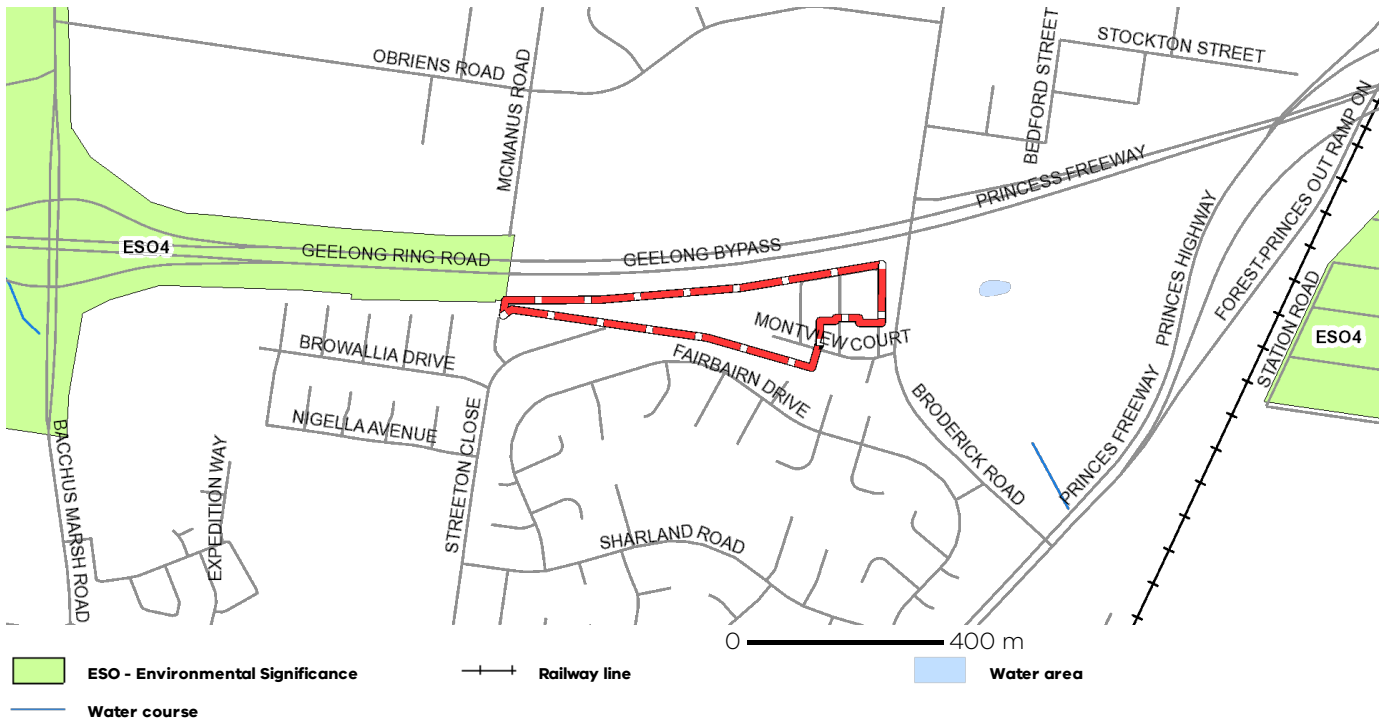 STOCKTON STREET
OBRIENS ROAD
BEDFORD STREET
MCMANUS ROAD
FOREST-PRINCES OUT RAMP ON
PRINCESS FREEWAY
PRINCES HIGHWAY
ESO4
GEELONG RING ROAD
GEELONG BYPASS
STATION ROAD
ESO4
MONTVIEW COURT
BROWALLIA DRIVE
FAIRBAIRN DRIVE
BRODERICK ROAD
PRINCES FREEWAY
NIGELLA AVENUE
STREETON CLOSE
BACCHUS MARSH ROAD
EXPEDITION WAY
SHARLAND ROAD
0 400 m
ESO - Environmental Significance
Railway line
Water area
Water course